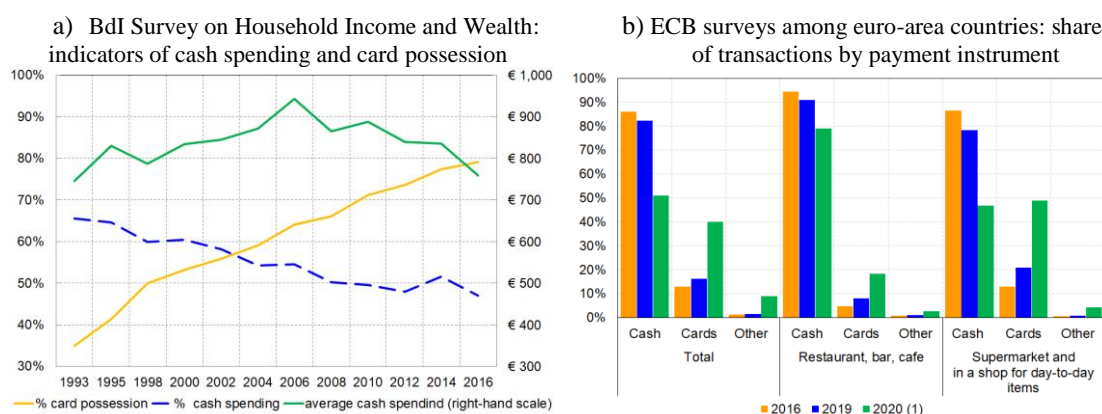 a) BdI Survey on Household Income and Wealth:
indicators of cash spending and card possession
100%
90%
80%
70%
60%
50%
40%
30%
€ 1,000
€ 900
€ 800
€ 700
€ 600
€ 500
€ 400
€ 300
1993 1995 1998 2000 2002 2004 2006 2008 2010 2012 2014 2016
% card possession % cash spending average cash spendind (right-hand scale)
b) ECB surveys among euro-area countries: share
of transactions by payment instrument
100%
90%
80%
70%
60%
50%
40%
30%
20%
10%
0%
Cash Cards Other Cash Cards Other Cash Cards Other
Total Restaurant, bar, cafe Supermarket and
in a shop for day-to-day
items
2016 2019 2020 (1)